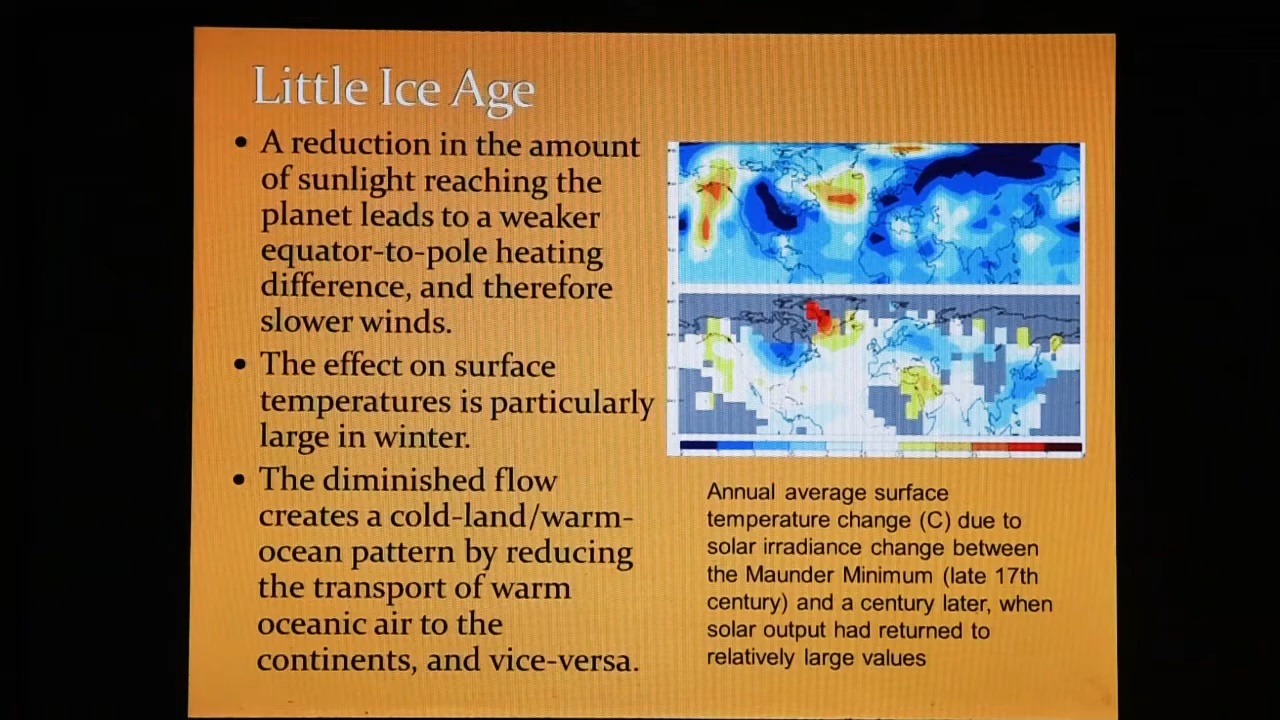 Little Ice Age
• A reduction in the amount
of sunlight reaching the
planet leads to a weaker
equator-to-pole heating
difference, and therefore
slower winds.
• The effect on surface
temperatures is particularly
large in winter.
• The diminished flow
creates a cold-land/warm-
ocean pattern by reducing
the transport of warm
oceanic air to the
continents, and vice-versa.
Annual average surface
temperature change (C) due to
solar irradiance change between
the Maunder Minimum (late 17th
century) and a century later, when
solar output had returned to
relatively large values